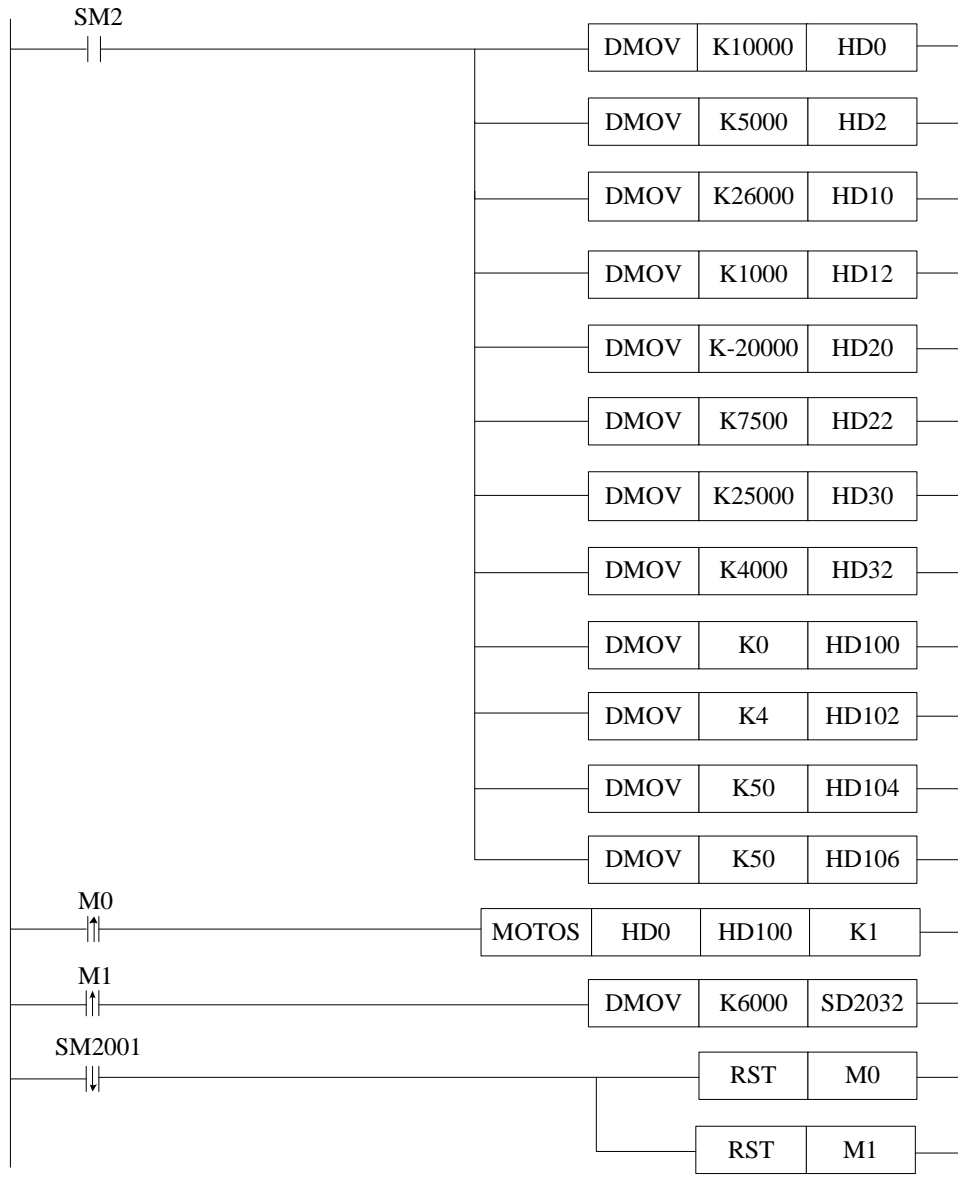 SM2
DMOV K10000 HD0
DMOV K5000 HD2
DMOV K26000 HD10
DMOV K1000 HD12
DMOV K-20000 HD20
DMOV K7500 HD22
DMOV K25000 HD30
DMOV K4000 HD32
DMOV K0 HD100
DMOV K4 HD102
DMOV K50 HD104
DMOV K50 HD106
M0
MOTOS HD0 HD100 K1
M1
DMOV K6000 SD2032
SM2001
RST M0
RST M1